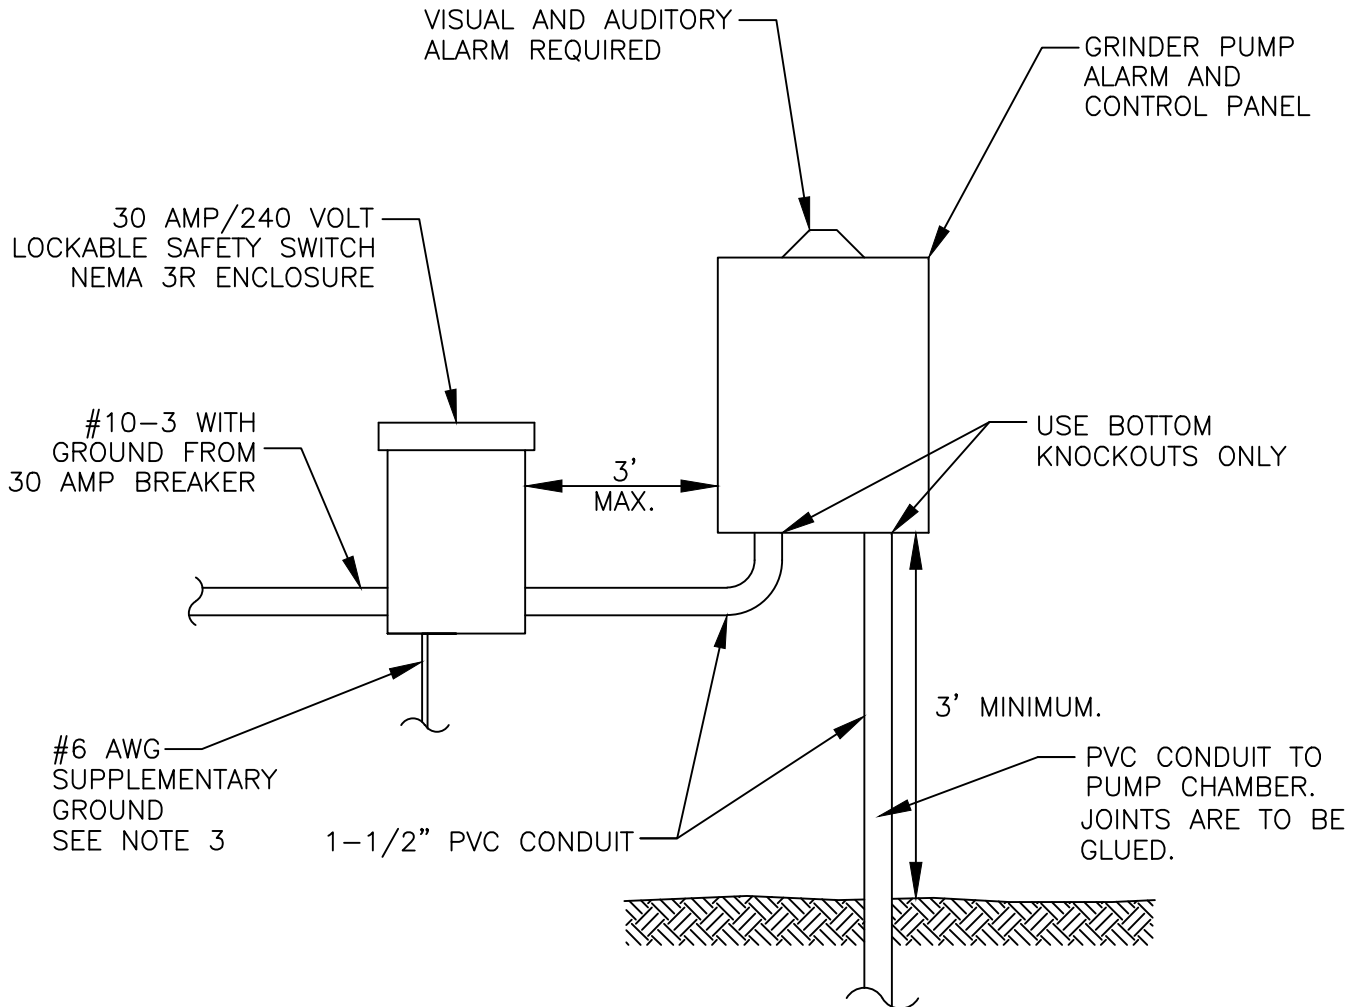 VISUAL AND AUDITORY
ALARM REQUIRED
GRINDER PUMP
ALARM AND
CONTROL PANEL
30 AMP/240 VOLT
LOCKABLE SAFETY SWITCH
NEMA 3R ENCLOSURE
#10-3 WITH
GROUND FROM
30 AMP BREAKER
3'
MAX.
USE BOTTOM
KNOCKOUTS ONLY
3' MINIMUM.
#6 AWG
SUPPLEMENTARY
GROUND
SEE NOTE 3
1-1/2" PVC CONDUIT
PVC CONDUIT TO
PUMP CHAMBER.
JOINTS ARE TO BE
GLUED.